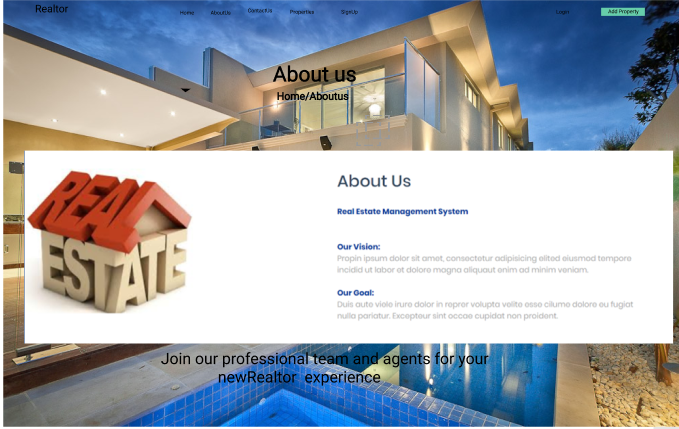 Realtor
Home AboutUs ContactUs Properties SignUp Login Add Property
About us
Home/Aboutus
REAL
ESTATE
About Us
Real Estate Management System
Our Vision:
Propin ipsum dolor sit amet, consectetur adipisicing elited eiusmod tempore
incidid ut labor et dolore magna aliquaut enim ad minim veniam.
Our Goal:
Duis aute viele irure dolor in reprer volupta velite esse cilume dolore eu fugiat
nulla pariatur. Excepteur sint occae cupidat non proident.
Join our professional team and agents for your
newRealtor experience